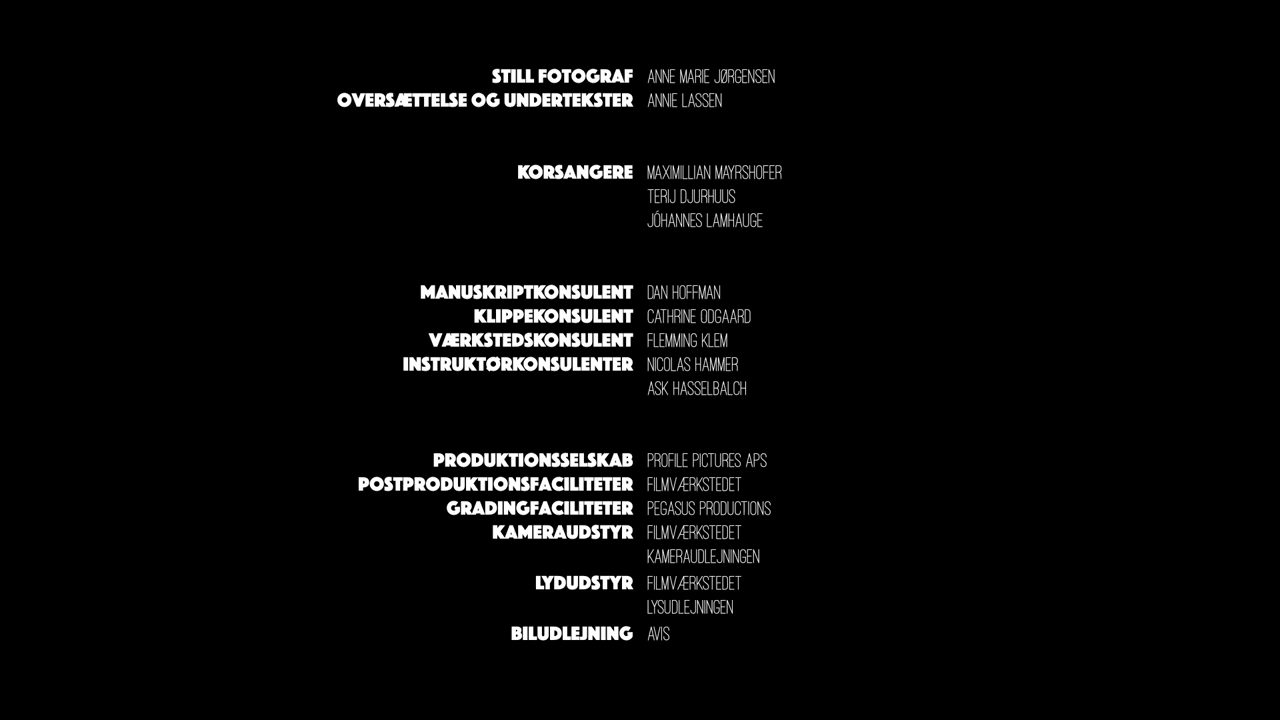 STILL FOTOGRAF ANNE MARIE JØRGENSEN
OVERSÆTTELSE OG UNDERTEKSTER ANNIE LASSEN
KORSANGERE MAXIMILLIAN MAYRSHOFER
TERIJ DJURHUUS
JÓHANNES LAMHAUGE
MANUSKRIPTKONSULENT DAN HOFFMAN
KLIPPEKONSULENT CATHRINE ODGAARD
VÆRKSTEDSKONSULENT FLEMMING KLEM
INSTRUKTØRKONSULENTER NICOLAS HAMMER
ASK HASSELBALCH
PRODUKTIONSSELSKAB PROFILE PICTURES APS
POSTPRODUKTIONSFACILITETER FILMVÆRKSTEDET
GRADINGFACILITETER PEGASUS PRODUCTIONS
KAMERAUDSTYR FILMVÆRKSTEDET
KAMERAUDLEJNINGEN
LYDUDSTYR FILMVÆRKSTEDET
LYSUDLEJNINGEN
BILUDLEJNING AVIS